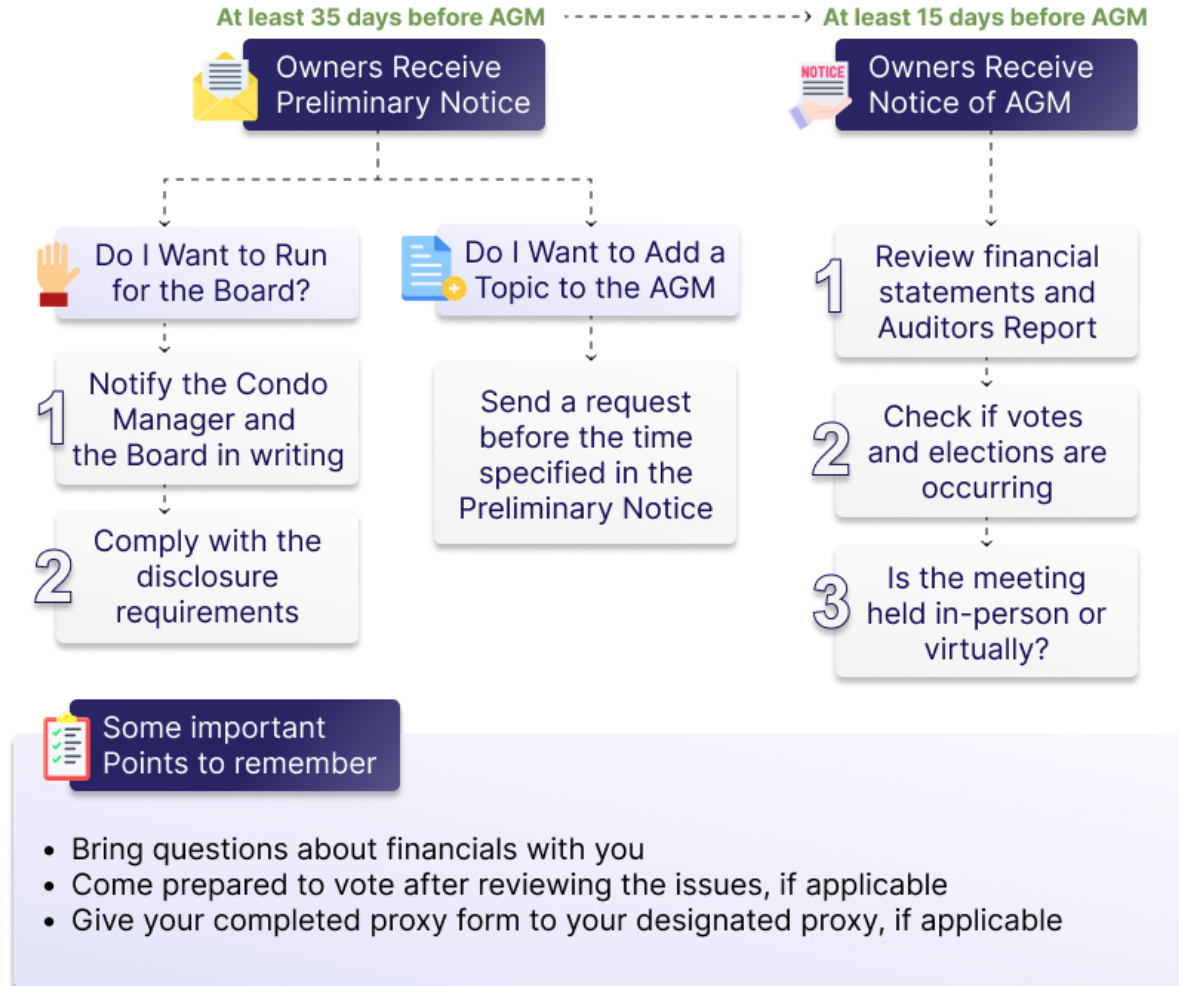 At least 35 days before AGM
At least 15 days before AGM
Owners Receive
Preliminary Notice
NOTICE
Owners Receive
Notice of AGM
Do I Want to Run
for the Board?
1
Notify the Condo
Manager and
the Board in writing
2
Comply with the
disclosure
requirements
Do I Want to Add a
Topic to the AGM
Send a request
before the time
specified in the
Preliminary Notice
1
Review financial
statements and
Auditors Report
2
Check if votes
and elections are
occurring
3
Is the meeting
held in-person or
virtually?
Some important
Points to remember
• Bring questions about financials with you
• Come prepared to vote after reviewing the issues, if applicable
• Give your completed proxy form to your designated proxy, if applicable